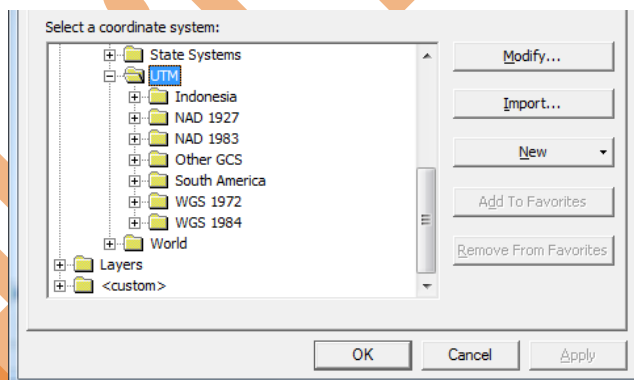 Select a coordinate system:
State Systems
UTM
Indonesia
NAD 1927
NAD 1983
Other GCS
South America
WGS 1972
WGS 1984
World
Layers
<custom>
Modify...
Import...
New
Add To Favorites
Remove From Favorites
OK
Cancel
Apply